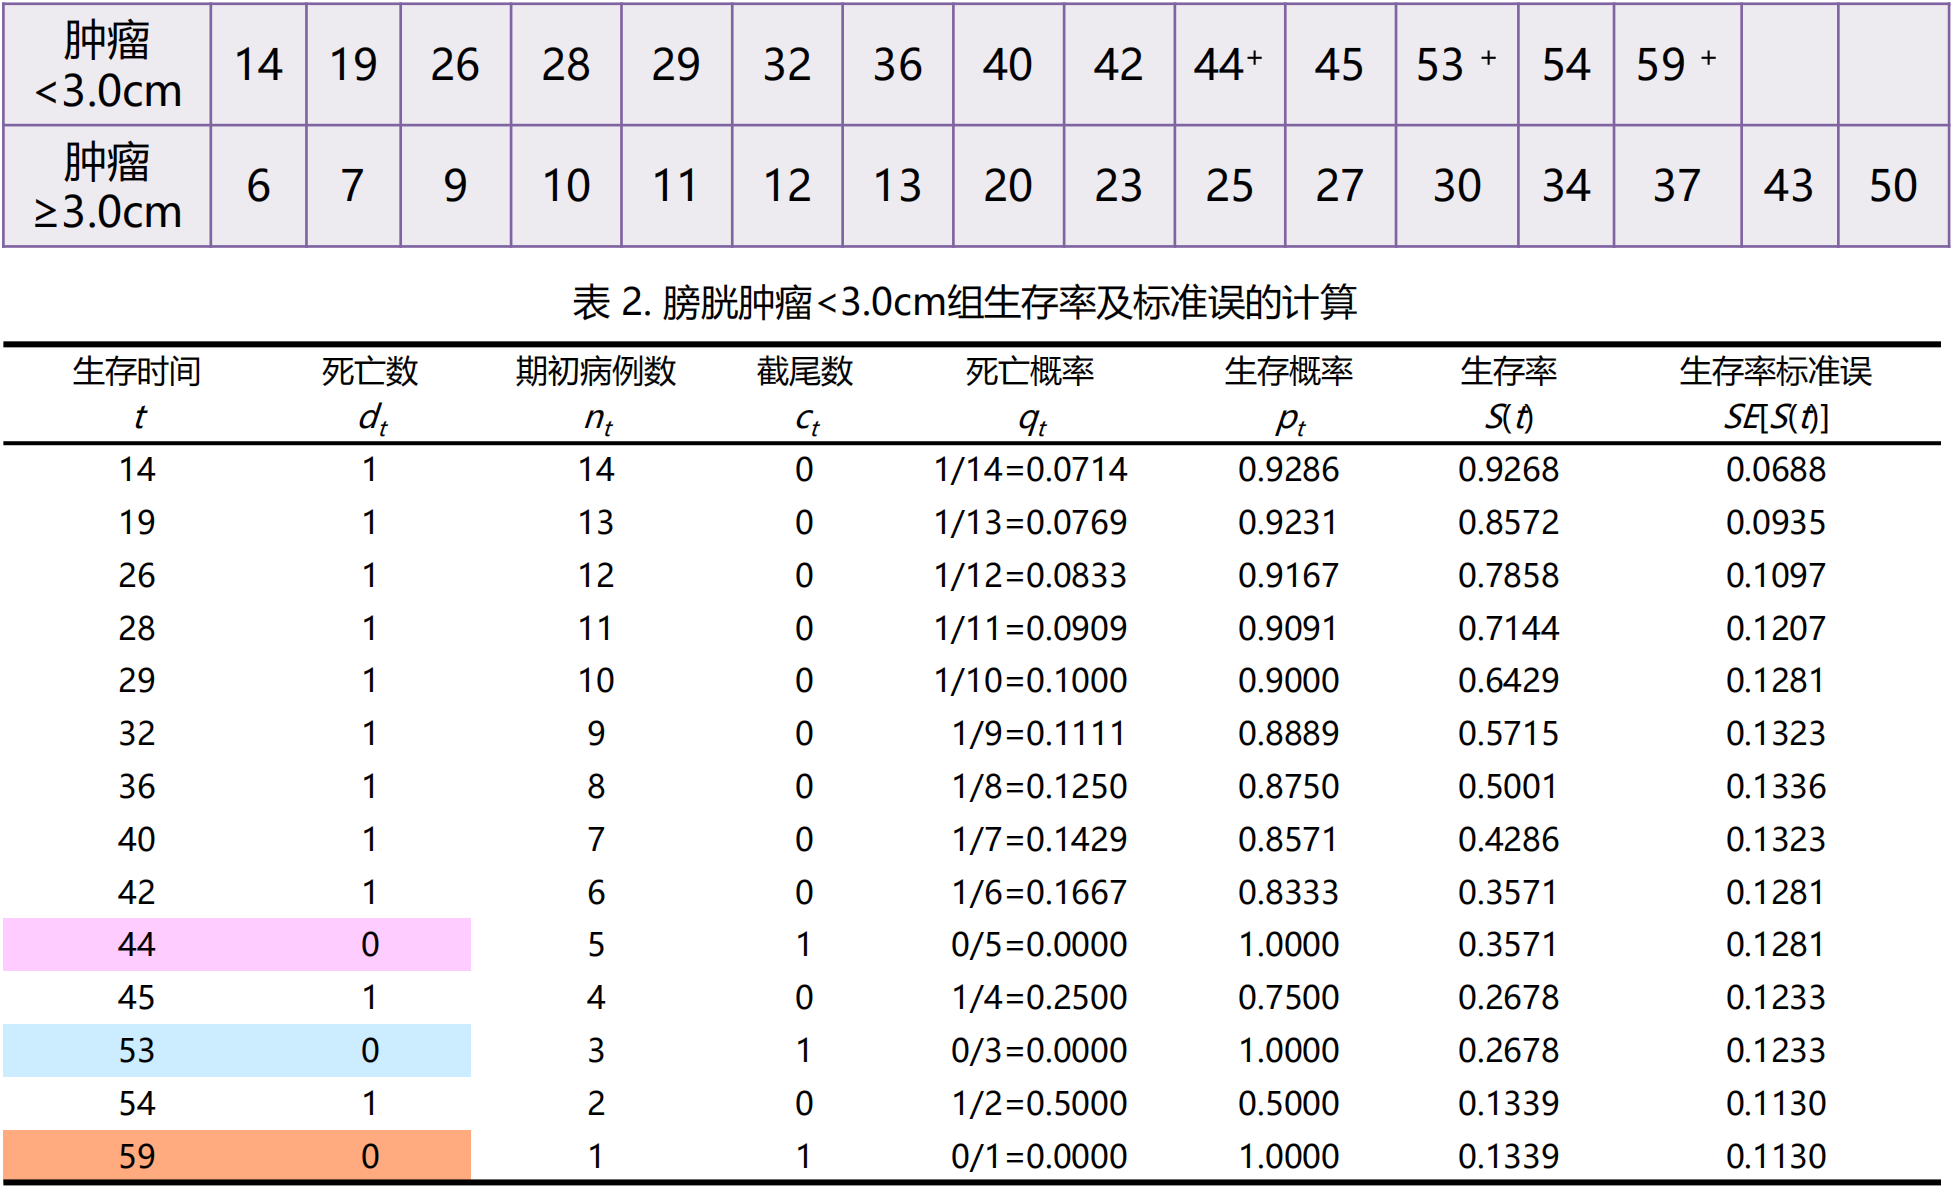 肿瘤
<3.0cm 14 19 26 28 29 32 36 40 42 44+ 45 53 + 54 59 +
肿瘤
≥3.0cm 6 7 9 10 11 12 13 20 23 25 27 30 34 37 43 50
表 2. 膀胱肿瘤<3.0cm组生存率及标准误的计算
生存时间 死亡数 期初病例数 截尾数 死亡概率 生存概率 生存率 生存率标准误
t dt nt ct qt pt S(t) SE[S(t)]
14 1 14 0 1/14=0.0714 0.9286 0.9268 0.0688
19 1 13 0 1/13=0.0769 0.9231 0.8572 0.0935
26 1 12 0 1/12=0.0833 0.9167 0.7858 0.1097
28 1 11 0 1/11=0.0909 0.9091 0.7144 0.1207
29 1 10 0 1/10=0.1000 0.9000 0.6429 0.1281
32 1 9 0 1/9=0.1111 0.8889 0.5715 0.1323
36 1 8 0 1/8=0.1250 0.8750 0.5001 0.1336
40 1 7 0 1/7=0.1429 0.8571 0.4286 0.1323
42 1 6 0 1/6=0.1667 0.8333 0.3571 0.1281
44 0 5 1 0/5=0.0000 1.0000 0.3571 0.1281
45 1 4 0 1/4=0.2500 0.7500 0.2678 0.1233
53 0 3 1 0/3=0.0000 1.0000 0.2678 0.1233
54 1 2 0 1/2=0.5000 0.5000 0.1339 0.1130
59 0 1 1 0/1=0.0000 1.0000 0.1339 0.1130